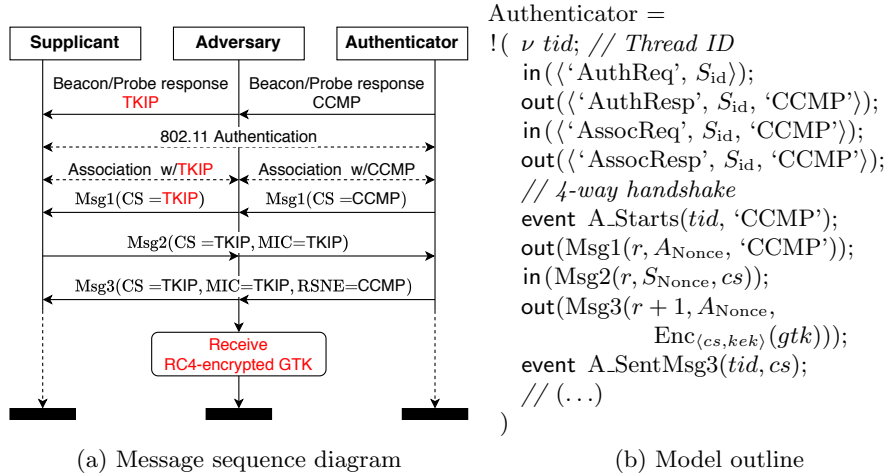 Supplicant Adversary Authenticator
Beacon/Probe response Beacon/Probe response
TKIP CCMP
802.11 Authentication
Association w/TKIP Association w/CCMP
Msg1(CS =TKIP) Msg1(CS =CCMP)
Msg2(CS =TKIP, MIC=TKIP)
Msg3(CS =TKIP, MIC=TKIP, RSNE=CCMP)
Receive
RC4-encrypted GTK
(a) Message sequence diagram
Authenticator =
!( ν tid; // Thread ID
in(⟨‘AuthReq’, S_id⟩);
out(⟨‘AuthResp’, S_id, ‘CCMP’⟩);
in(⟨‘AssocReq’, S_id, ‘CCMP’⟩);
out(⟨‘AssocResp’, S_id, ‘CCMP’⟩);
// 4-way handshake
event A_Starts(tid, ‘CCMP’);
out(Msg1(r, A_Nonce, ‘CCMP’));
in(Msg2(r, S_Nonce, cs));
out(Msg3(r + 1, A_Nonce,
Enc_⟨cs,kek⟩(gtk)));
event A_SentMsg3(tid, cs);
// (...)
)
(b) Model outline